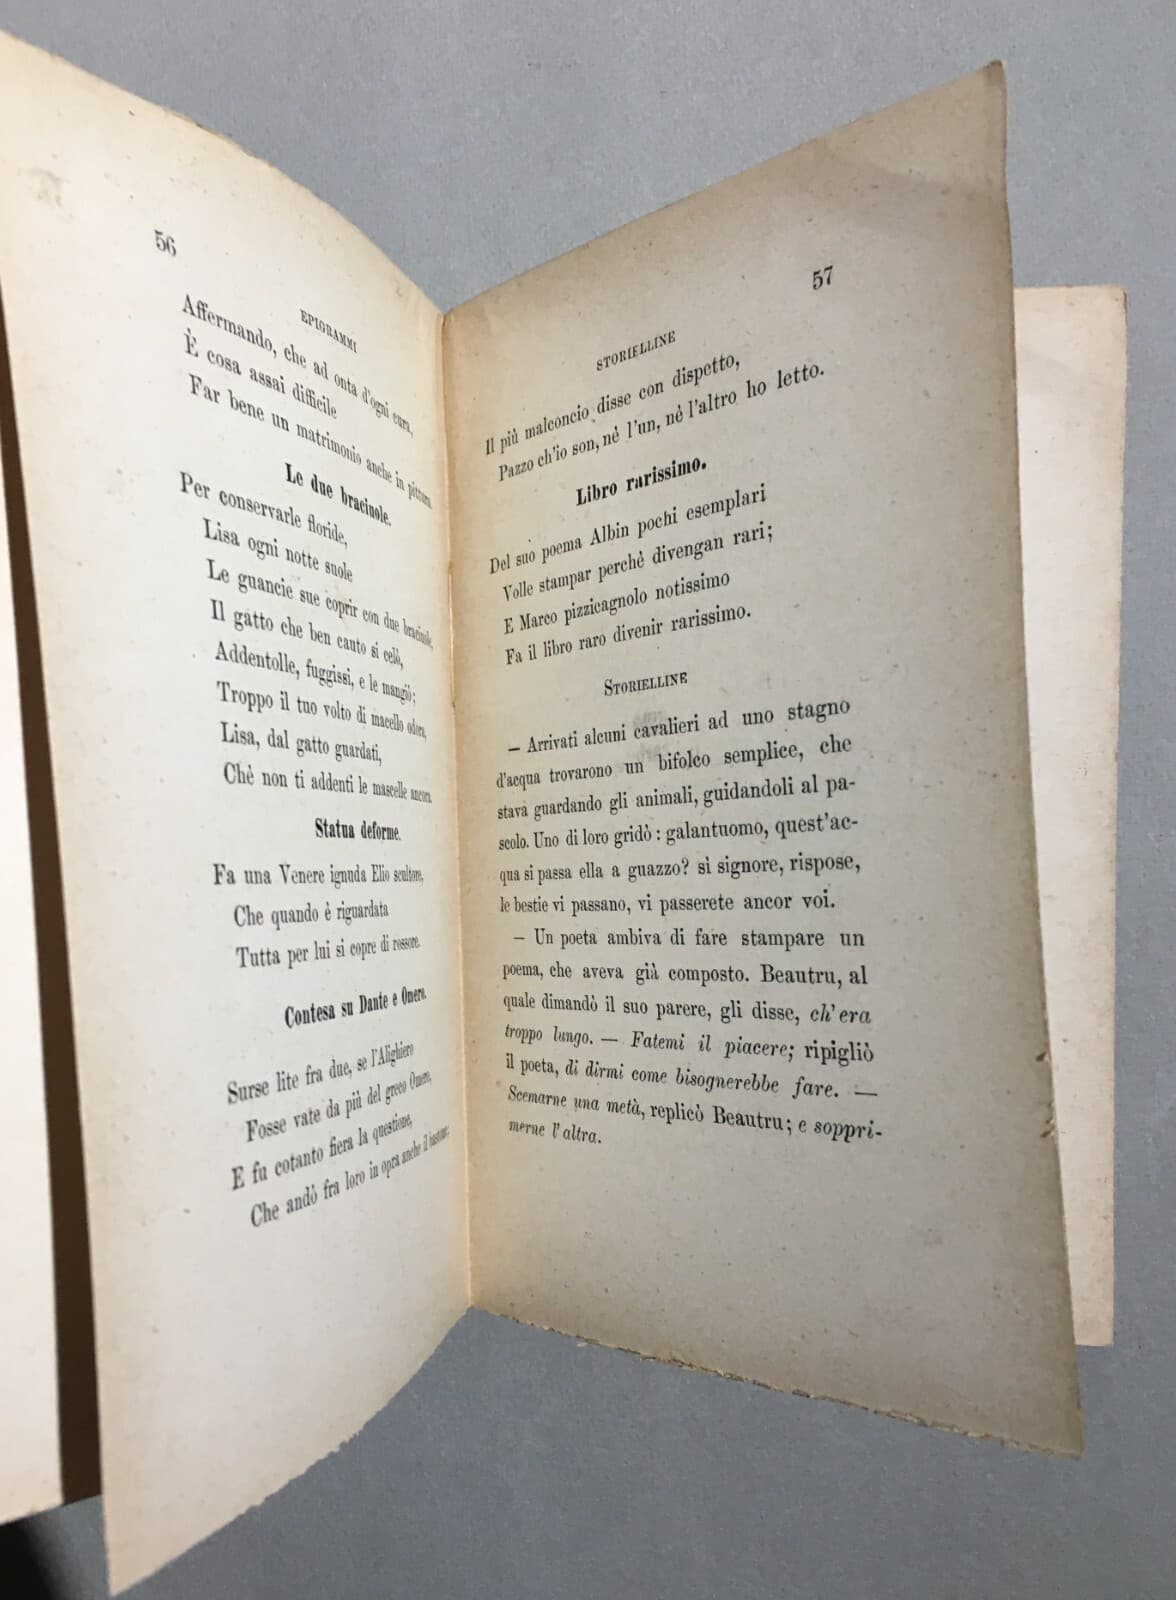 56
EPIGRAMMI
Affermando, che ad onta d'ogni cura,
È cosa assai difficile
Far bene un matrimonio anche in pittura.
Le due braciuole.
Per conservarle floride,
Lisa ogni notte suole
Le guancie sue coprir con due braciuole,
Il gatto che ben cauto si celò,
Addentolle, fuggissi, e le mangiò;
Troppo il tuo volto di macello odora,
Lisa, dal gatto guardati,
Chè non ti addenti le mascelle ancora.
Statua deforme.
Fa una Venere ignuda Elio scultore,
Che quando è riguardata
Tutta per lui si copre di rossore.
Contesa su Dante e Omero.
Surse lite fra due, se l'Alighiero
Fosse vate da più del greco Omero,
E fu cotanto fiera la questione,
Che andò fra loro in opra anche il bastone;
57
STORIELLINE
Il più malconcio disse con dispetto,
Pazzo ch'io son, nè l'un, nè l'altro ho letto.
Libro rarissimo.
Del suo poema Albin pochi esemplari
Volle stampar perchè divengan rari;
E Marco pizzicagnolo notissimo
Fa il libro raro divenir rarissimo.
STORIELLINE
— Arrivati alcuni cavalieri ad uno stagno
d'acqua trovarono un bifolco semplice, che
stava guardando gli animali, guidandoli al pa-
scolo. Uno di loro gridò : galantuomo, quest'ac-
qua si passa ella a guazzo? sì signore, rispose,
le bestie vi passano, vi passerete ancor voi.
— Un poeta ambiva di fare stampare un
poema, che aveva già composto. Beautru, al
quale dimandò il suo parere, gli disse, ch'era
troppo lungo. — Fatemi il piacere; ripigliò
il poeta, di dirmi come bisognerebbe fare. —
Scemarne una metà, replicò Beautru; e soppri-
merne l'altra.